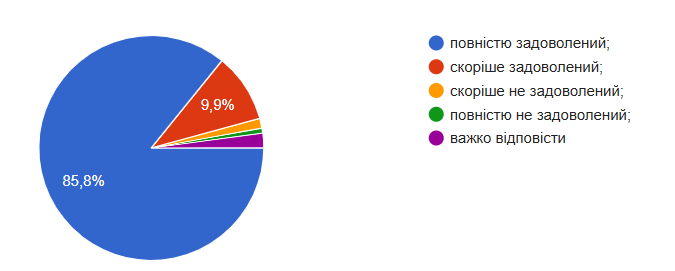 повністю задоволений;
скоріше задоволений;
скоріше не задоволений;
повністю не задоволений;
важко відповісти
9,9%
85,8%